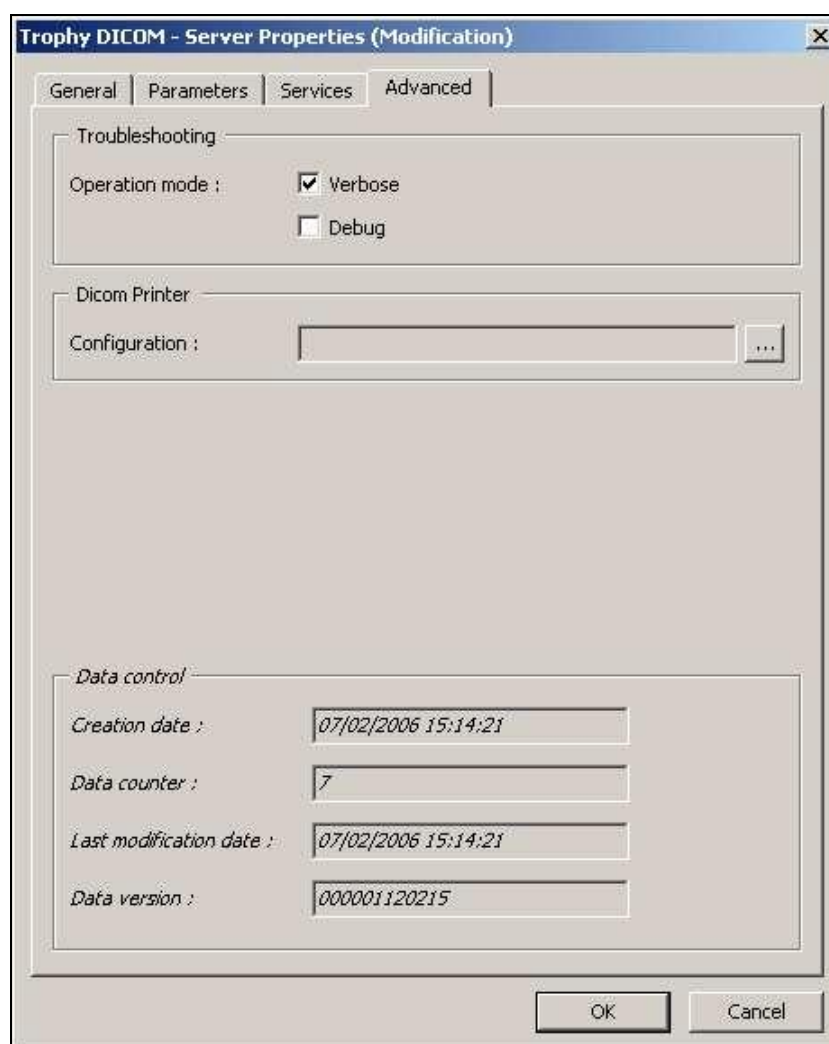 Trophy DICOM - Server Properties (Modification)
General Parameters Services Advanced
Troubleshooting
Operation mode : Verbose
Debug
Dicom Printer
Configuration : ...
Data control
Creation date : 07/02/2006 15:14:21
Data counter : 7
Last modification date : 07/02/2006 15:14:21
Data version : 000001120215
OK Cancel